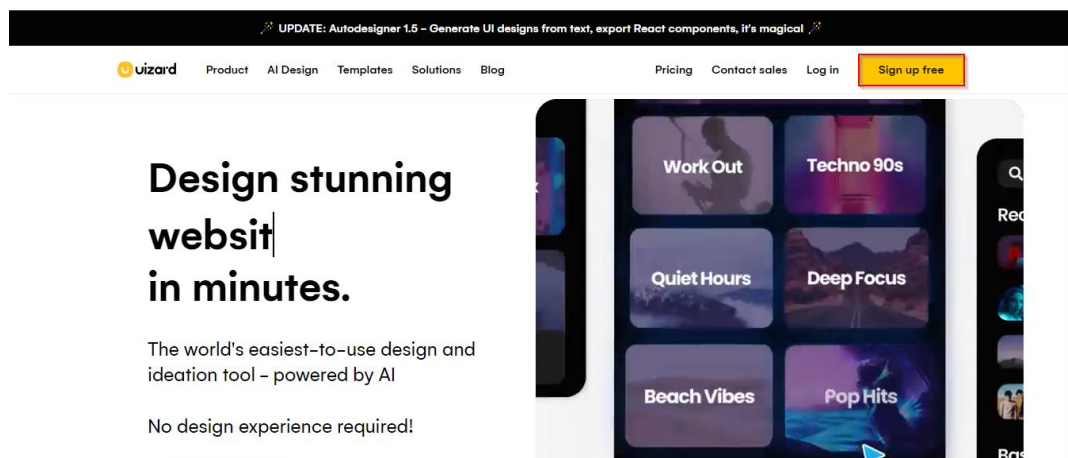 UPDATE: Autodesigner 1.5 – Generate UI designs from text, export React components, it's magical
uizard Product AI Design Templates Solutions Blog Pricing Contact sales Log in Sign up free
Design stunning
websit
in minutes.
The world's easiest-to-use design and
ideation tool – powered by AI
No design experience required!
Work Out Techno 90s
Quiet Hours Deep Focus
Beach Vibes Pop Hits